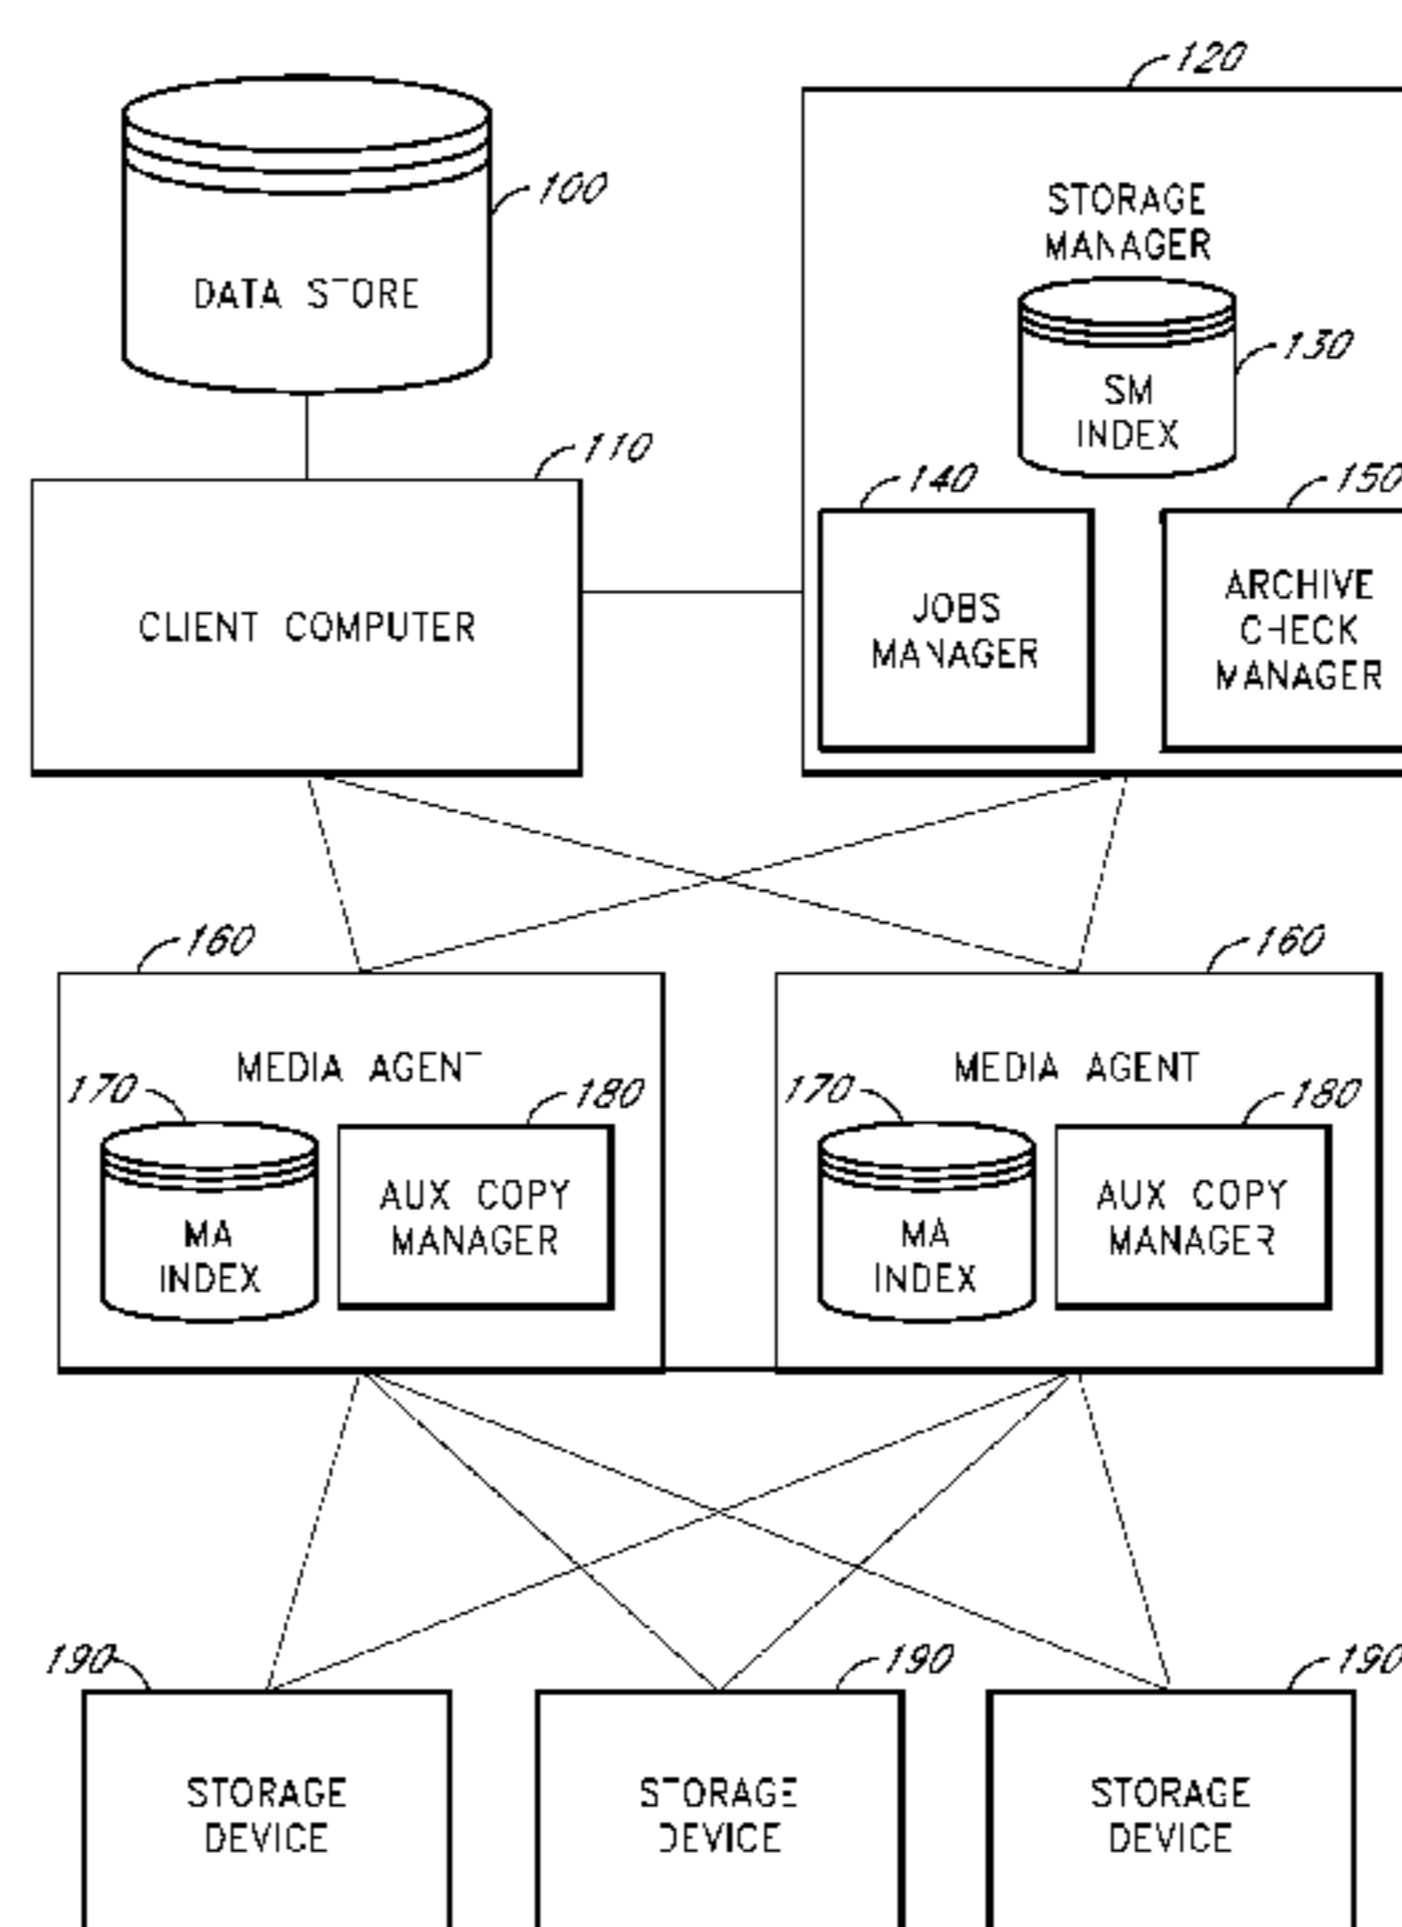 120
100
STORAGE
MANAGER
DATA STORE
130
SM
INDEX
110
140
150
CLIENT COMPUTER
JOBS
MANAGER
ARCHIVE
CHECK
MANAGER
160
160
MEDIA AGENT
MEDIA AGENT
170
180
170
180
MA
INDEX
AUX COPY
MANAGER
MA
INDEX
AUX COPY
MANAGER
190
190
190
STORAGE
DEVICE
STORAGE
DEVICE
STORAGE
DEVICE